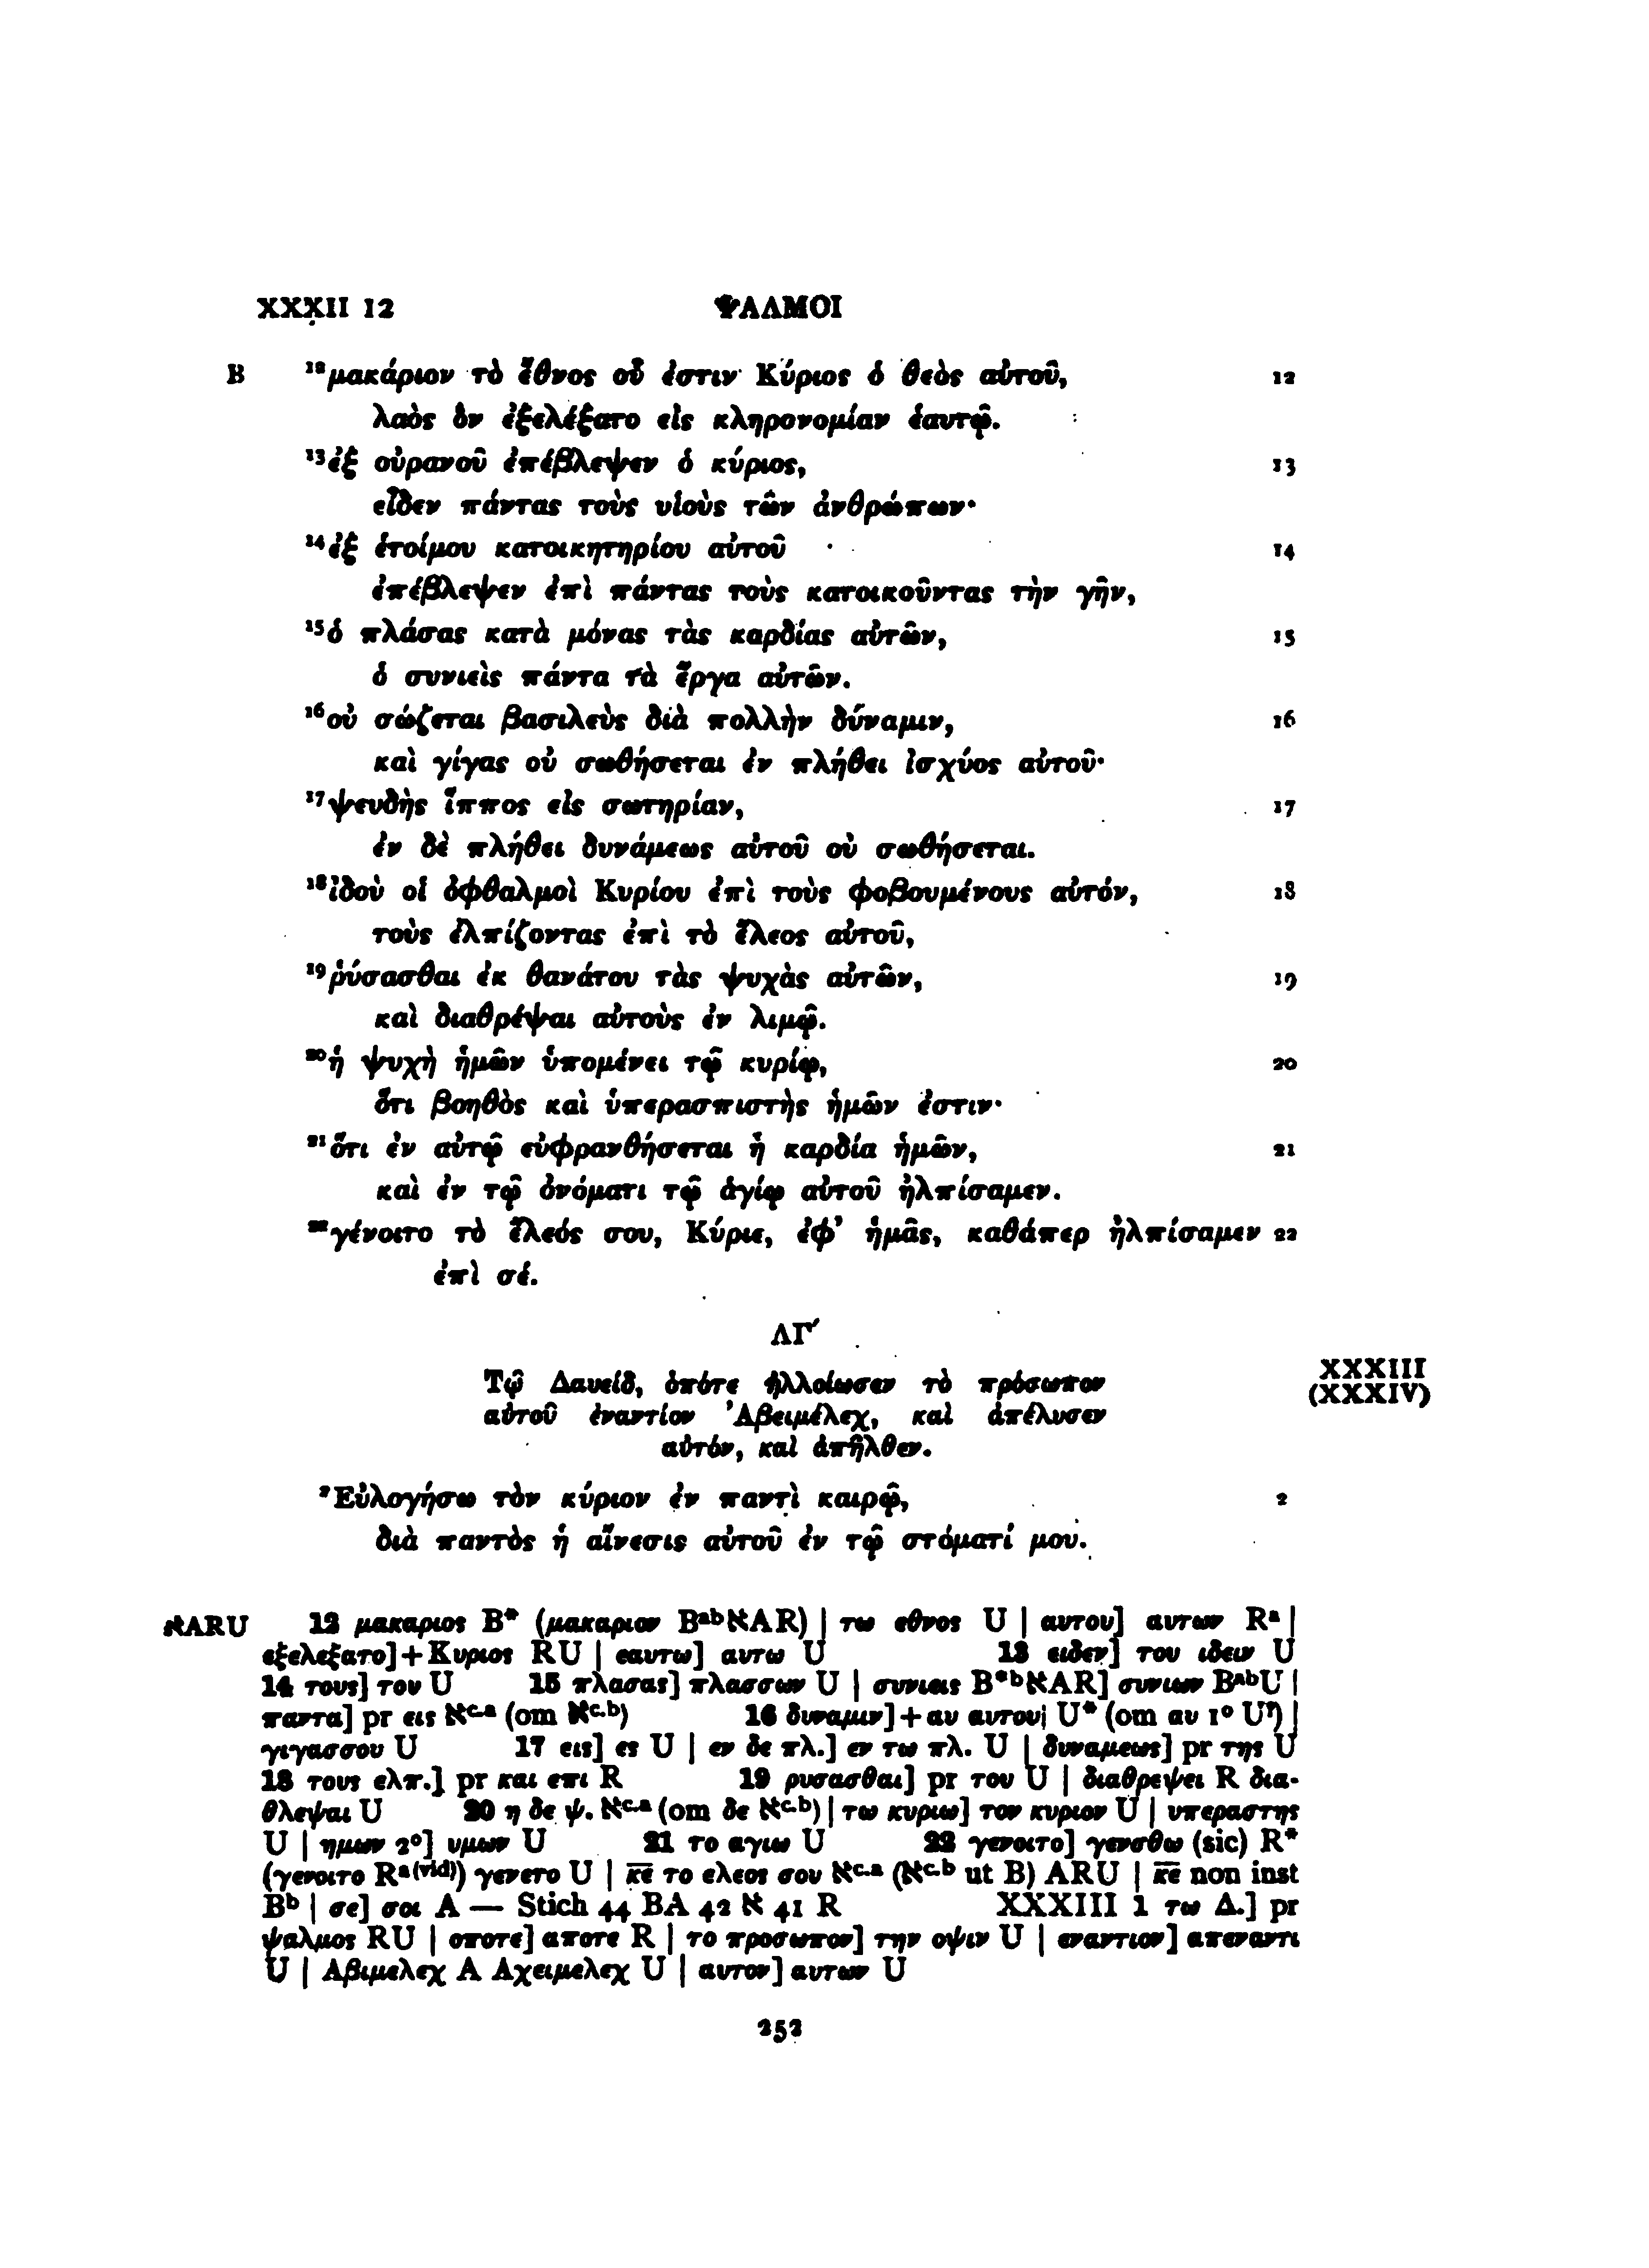 XXXII 12 ΨΑΛΜΟΙ
B ¹²μακάριον τὸ ἔθνος οὗ ἐστιν Κύριος ὁ θεὸς αὐτοῦ, 12
λαὸς ὃν ἐξελέξατο εἰς κληρονομίαν ἑαυτῷ.
¹³ἐξ οὐρανοῦ ἐπέβλεψεν ὁ κύριος, 13
εἶδεν πάντας τοὺς υἱοὺς τῶν ἀνθρώπων·
¹⁴ἐξ ἑτοίμου κατοικητηρίου αὐτοῦ 14
ἐπέβλεψεν ἐπὶ πάντας τοὺς κατοικοῦντας τὴν γῆν,
¹⁵ὁ πλάσας κατὰ μόνας τὰς καρδίας αὐτῶν, 15
ὁ συνιεὶς πάντα τὰ ἔργα αὐτῶν.
¹⁶οὐ σώζεται βασιλεὺς διὰ πολλὴν δύναμιν, 16
καὶ γίγας οὐ σωθήσεται ἐν πλήθει ἰσχύος αὐτοῦ·
¹⁷ψευδὴς ἵππος εἰς σωτηρίαν, 17
ἐν δὲ πλήθει δυνάμεως αὐτοῦ οὐ σωθήσεται.
¹⁸ἰδοὺ οἱ ὀφθαλμοὶ Κυρίου ἐπὶ τοὺς φοβουμένους αὐτόν, 18
τοὺς ἐλπίζοντας ἐπὶ τὸ ἔλεος αὐτοῦ,
¹⁹ῥύσασθαι ἐκ θανάτου τὰς ψυχὰς αὐτῶν, 19
καὶ διαθρέψαι αὐτοὺς ἐν λιμῷ.
²⁰ἡ ψυχὴ ἡμῶν ὑπομένει τῷ κυρίῳ, 20
ὅτι βοηθὸς καὶ ὑπερασπιστὴς ἡμῶν ἐστιν·
²¹ὅτι ἐν αὐτῷ εὐφρανθήσεται ἡ καρδία ἡμῶν, 21
καὶ ἐν τῷ ὀνόματι τῷ ἁγίῳ αὐτοῦ ἠλπίσαμεν.
²²γένοιτο τὸ ἔλεός σου, Κύριε, ἐφ’ ἡμᾶς, καθάπερ ἠλπίσαμεν 22
ἐπὶ σέ.
ΛΓ΄
XXXIII
(XXXIV)
Τῷ Δαυείδ, ὁπότε ἠλλοίωσεν τὸ πρόσωπον
αὐτοῦ ἐναντίον Ἀβειμέλεχ, καὶ ἀπέλυσεν
αὐτόν, καὶ ἀπῆλθεν.
²Εὐλογήσω τὸν κύριον ἐν παντὶ καιρῷ, 2
διὰ παντὸς ἡ αἴνεσις αὐτοῦ ἐν τῷ στόματί μου.
אARU 12 μακαριος B* (μακαριον Bᵃᵇ אAR) | τω εθνος U | αυτου] αυτων Rᵃ |
εξελεξατο]+Κυριος RU | εαυτω] αυτω U 13 ειδεν] του ιδειν U
14 τους] τον U 15 πλασας] πλασσων U | συνιεις B*ᵇ אAR] συνιων BᵃᵇU |
παντα] pr εις אᶜ·ᵃ (om אᶜ·ᵇ) 16 δυναμιν]+αυ αυτου| U* (om αυ 1° U?) |
γιγασσου U 17 εις] ες U | εν δε πλ.] εν τω πλ. U | δυναμεως] pr της U
18 τους ελπ.] pr και επι R 19 ρυσασθαι] pr του U | διαθρεψει R δια-
θλεψαι U 20 η δε ψ. אᶜ·ᵃ (om δε אᶜ·ᵇ) | τω κυριω] τον κυριον U | υπεραστης
U | ημων 2°] υμων U 21 το αγιω U 22 γενοιτο] γενσθω (sic) R*
(γενοιτο Rᵃ⁽ᵛⁱᵈ⁾) γενετο U | κε το ελεος σου אᶜ·ᵃ (אᶜ·ᵇ ut B) ARU | κε non inst
Bᵇ | σε] σοι A — Stich 44 BA 42 א 41 R XXXIII 1 τω Δ.] pr
ψαλμος RU | οποτε] αποτε R | το προσωπον] την οψιν U | εναντιον] απεναντι
U | Αβιμελεχ A Αχειμελεχ U | αυτον] αυτων U
252